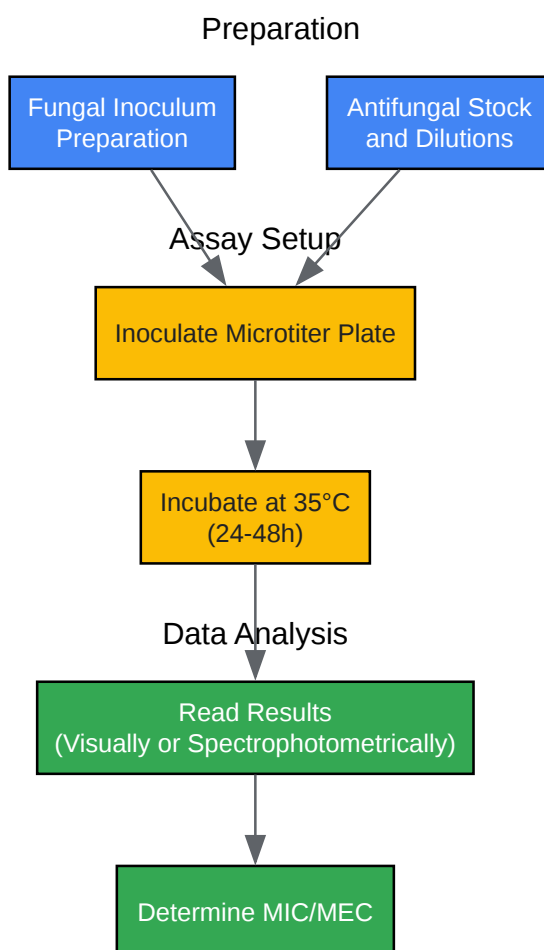 Preparation
Fungal Inoculum
Preparation
Antifungal Stock
and Dilutions
Assay Setup
Inoculate Microtiter Plate
Incubate at 35°C
(24-48h)
Data Analysis
Read Results
(Visually or Spectrophotometrically)
Determine MIC/MEC